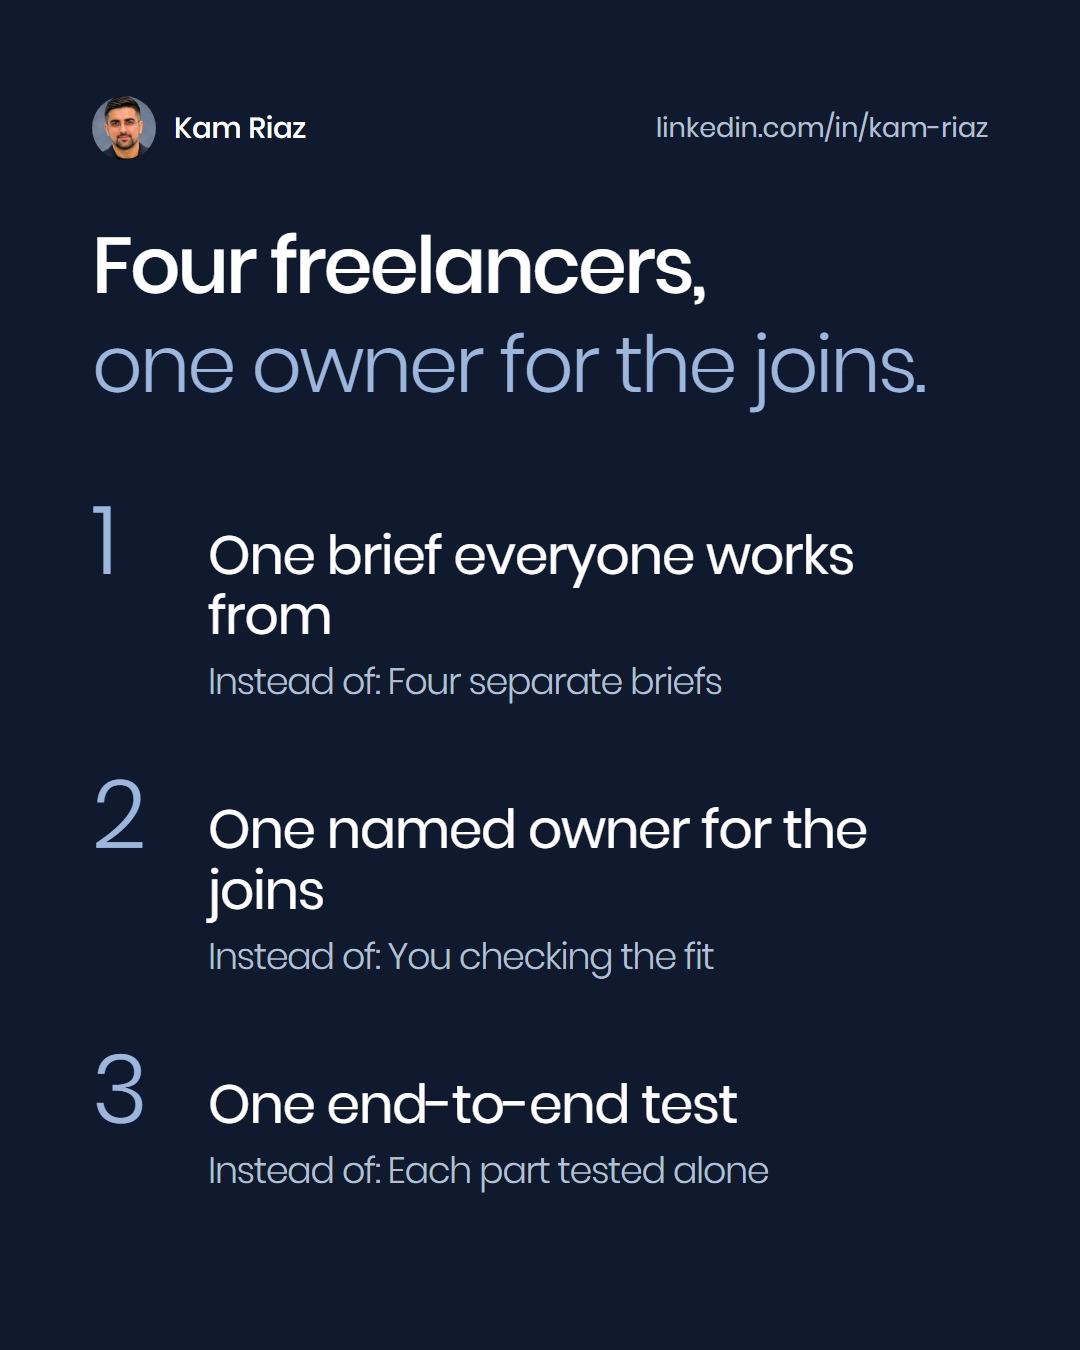 Kam Riaz
linkedin.com/in/kam-riaz
Four freelancers,
one owner for the joins.
1
One brief everyone works
from
Instead of: Four separate briefs
2
One named owner for the
joins
Instead of: You checking the fit
3
One end-to-end test
Instead of: Each part tested alone